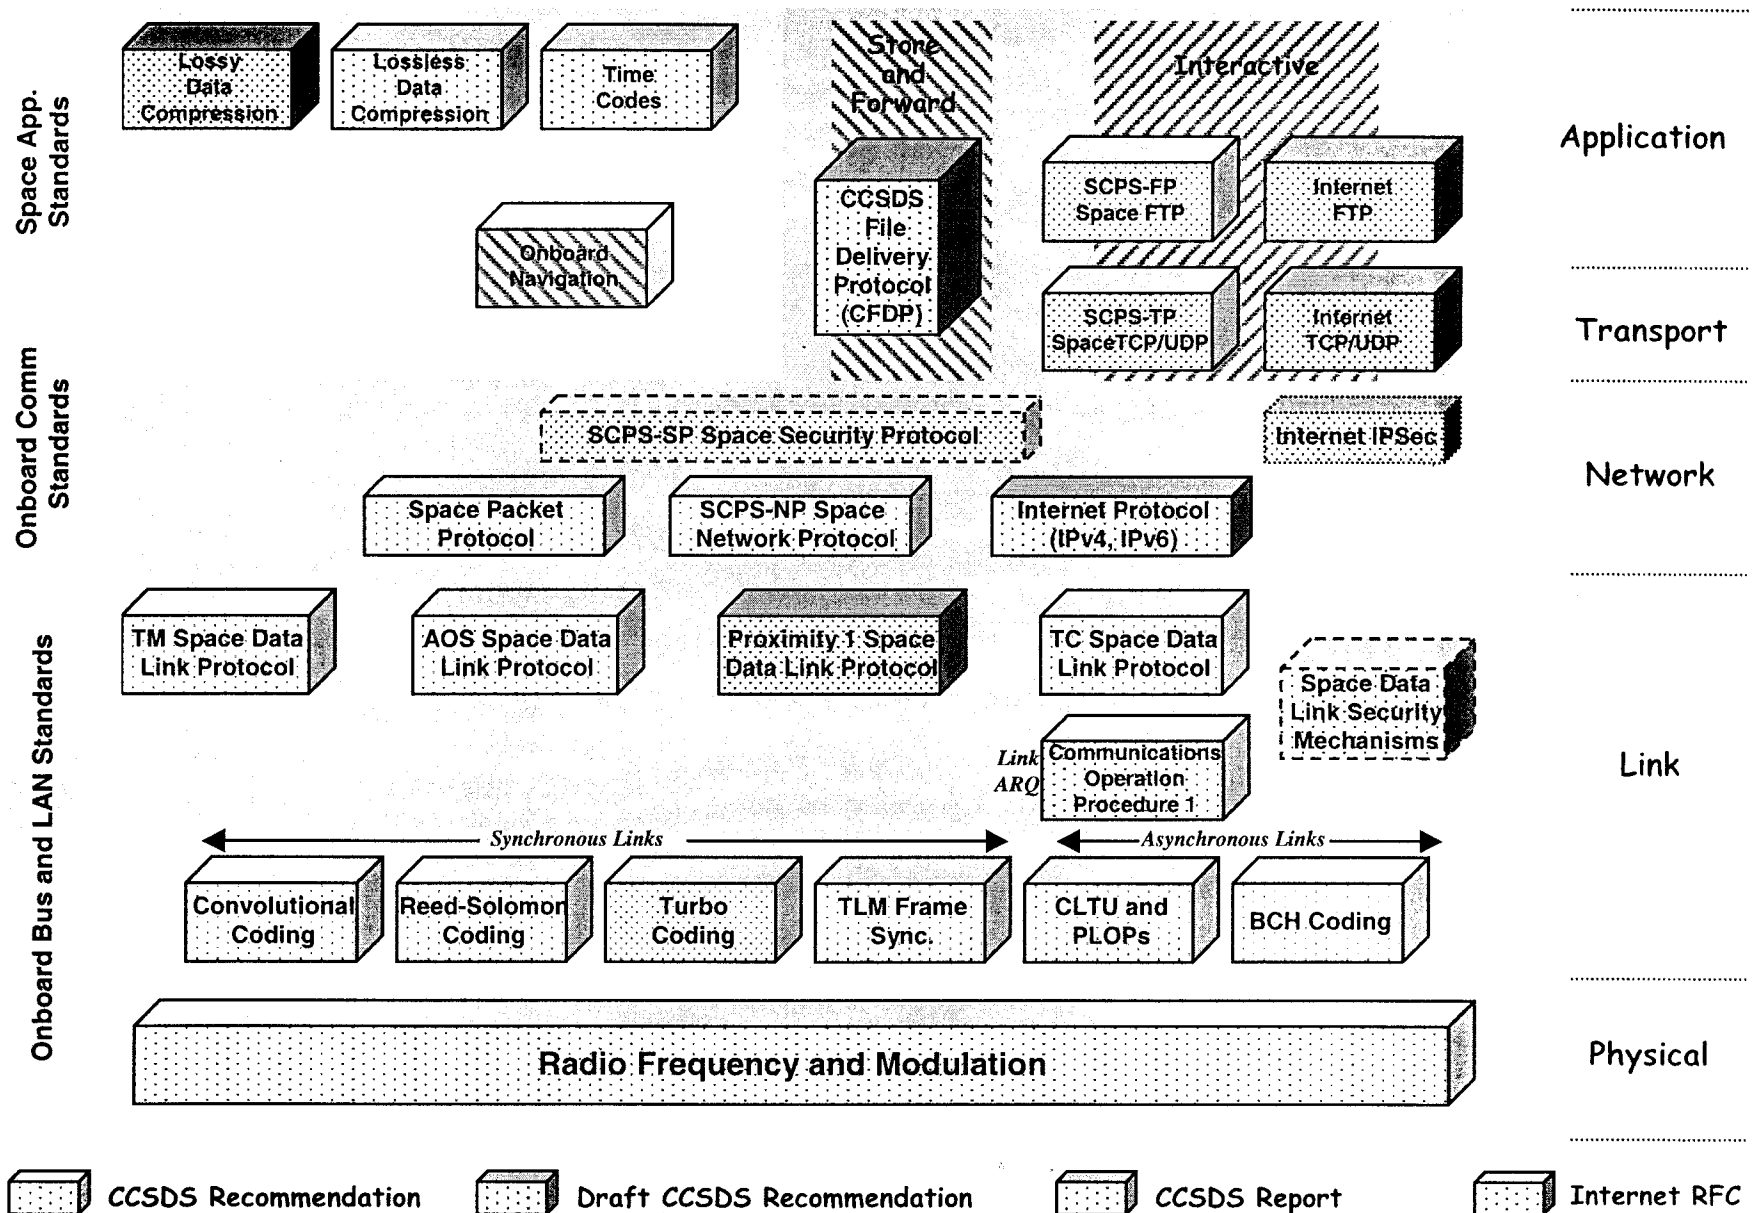 Space App.
Standards
Onboard Comm
Standards
Onboard Bus and LAN Standards
Lossy
Data
Compression
Lossless
Data
Compression
Time
Codes
Store
and
Forward
Interactive
Application
CCSDS
File
Delivery
Protocol
(CFDP)
SCPS-FP
Space FTP
Internet
FTP
Onboard
Navigation
SCPS-TP
SpaceTCP/UDP
Internet
TCP/UDP
Transport
SCPS-SP Space Security Protocol
Internet IPSec
Network
Space Packet
Protocol
SCPS-NP Space
Network Protocol
Internet Protocol
(IPv4, IPv6)
TM Space Data
Link Protocol
AOS Space Data
Link Protocol
Proximity 1 Space
Data Link Protocol
TC Space Data
Link Protocol
Space Data
Link Security
Mechanisms
Link
ARQ
Communications
Operation
Procedure 1
Link
Synchronous Links
Asynchronous Links
Convolutional
Coding
Reed-Solomon
Coding
Turbo
Coding
TLM Frame
Sync.
CLTU and
PLOPs
BCH Coding
Radio Frequency and Modulation
Physical
CCSDS Recommendation
Draft CCSDS Recommendation
CCSDS Report
Internet RFC